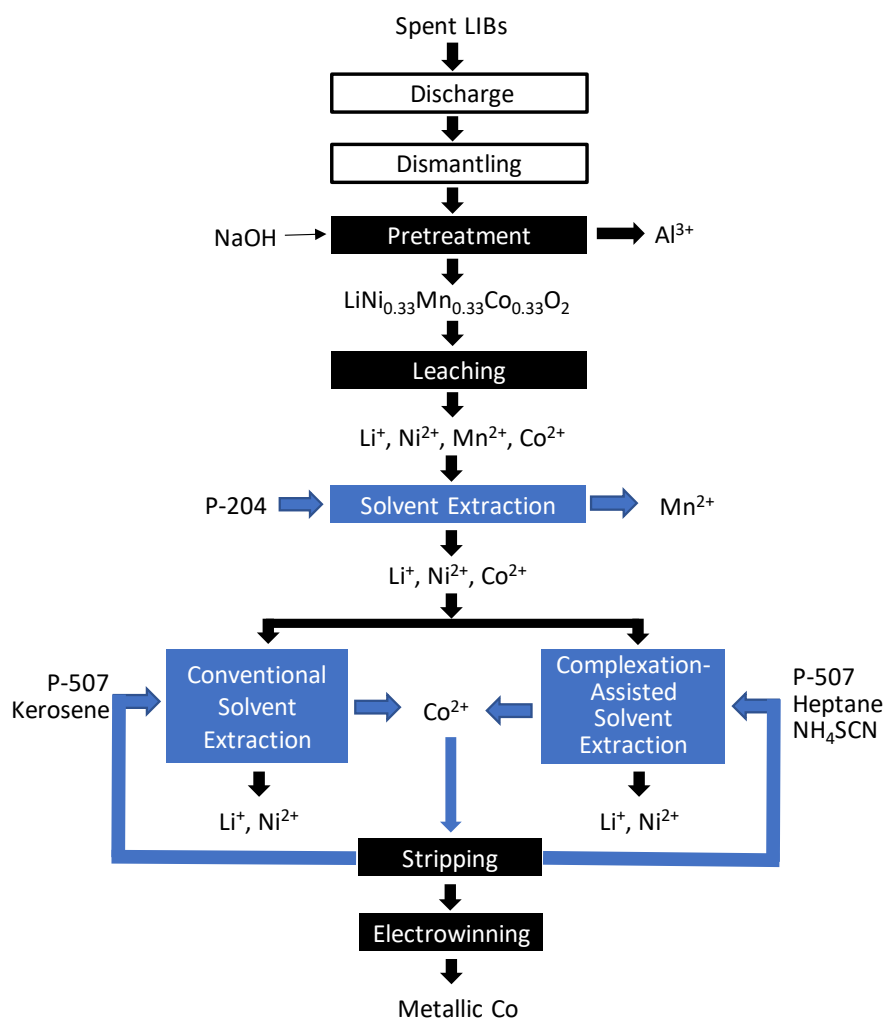 Spent LIBs
Discharge
Dismantling
NaOH
Pretreatment
Al³⁺
LiNi₀.₃₃Mn₀.₃₃Co₀.₃₃O₂
Leaching
Li⁺, Ni²⁺, Mn²⁺, Co²⁺
P-204
Solvent Extraction
Mn²⁺
Li⁺, Ni²⁺, Co²⁺
P-507
Kerosene
Conventional
Solvent
Extraction
Co²⁺
Complexation-
Assisted
Solvent
Extraction
P-507
Heptane
NH₄SCN
Li⁺, Ni²⁺
Li⁺, Ni²⁺
Stripping
Electrowinning
Metallic Co